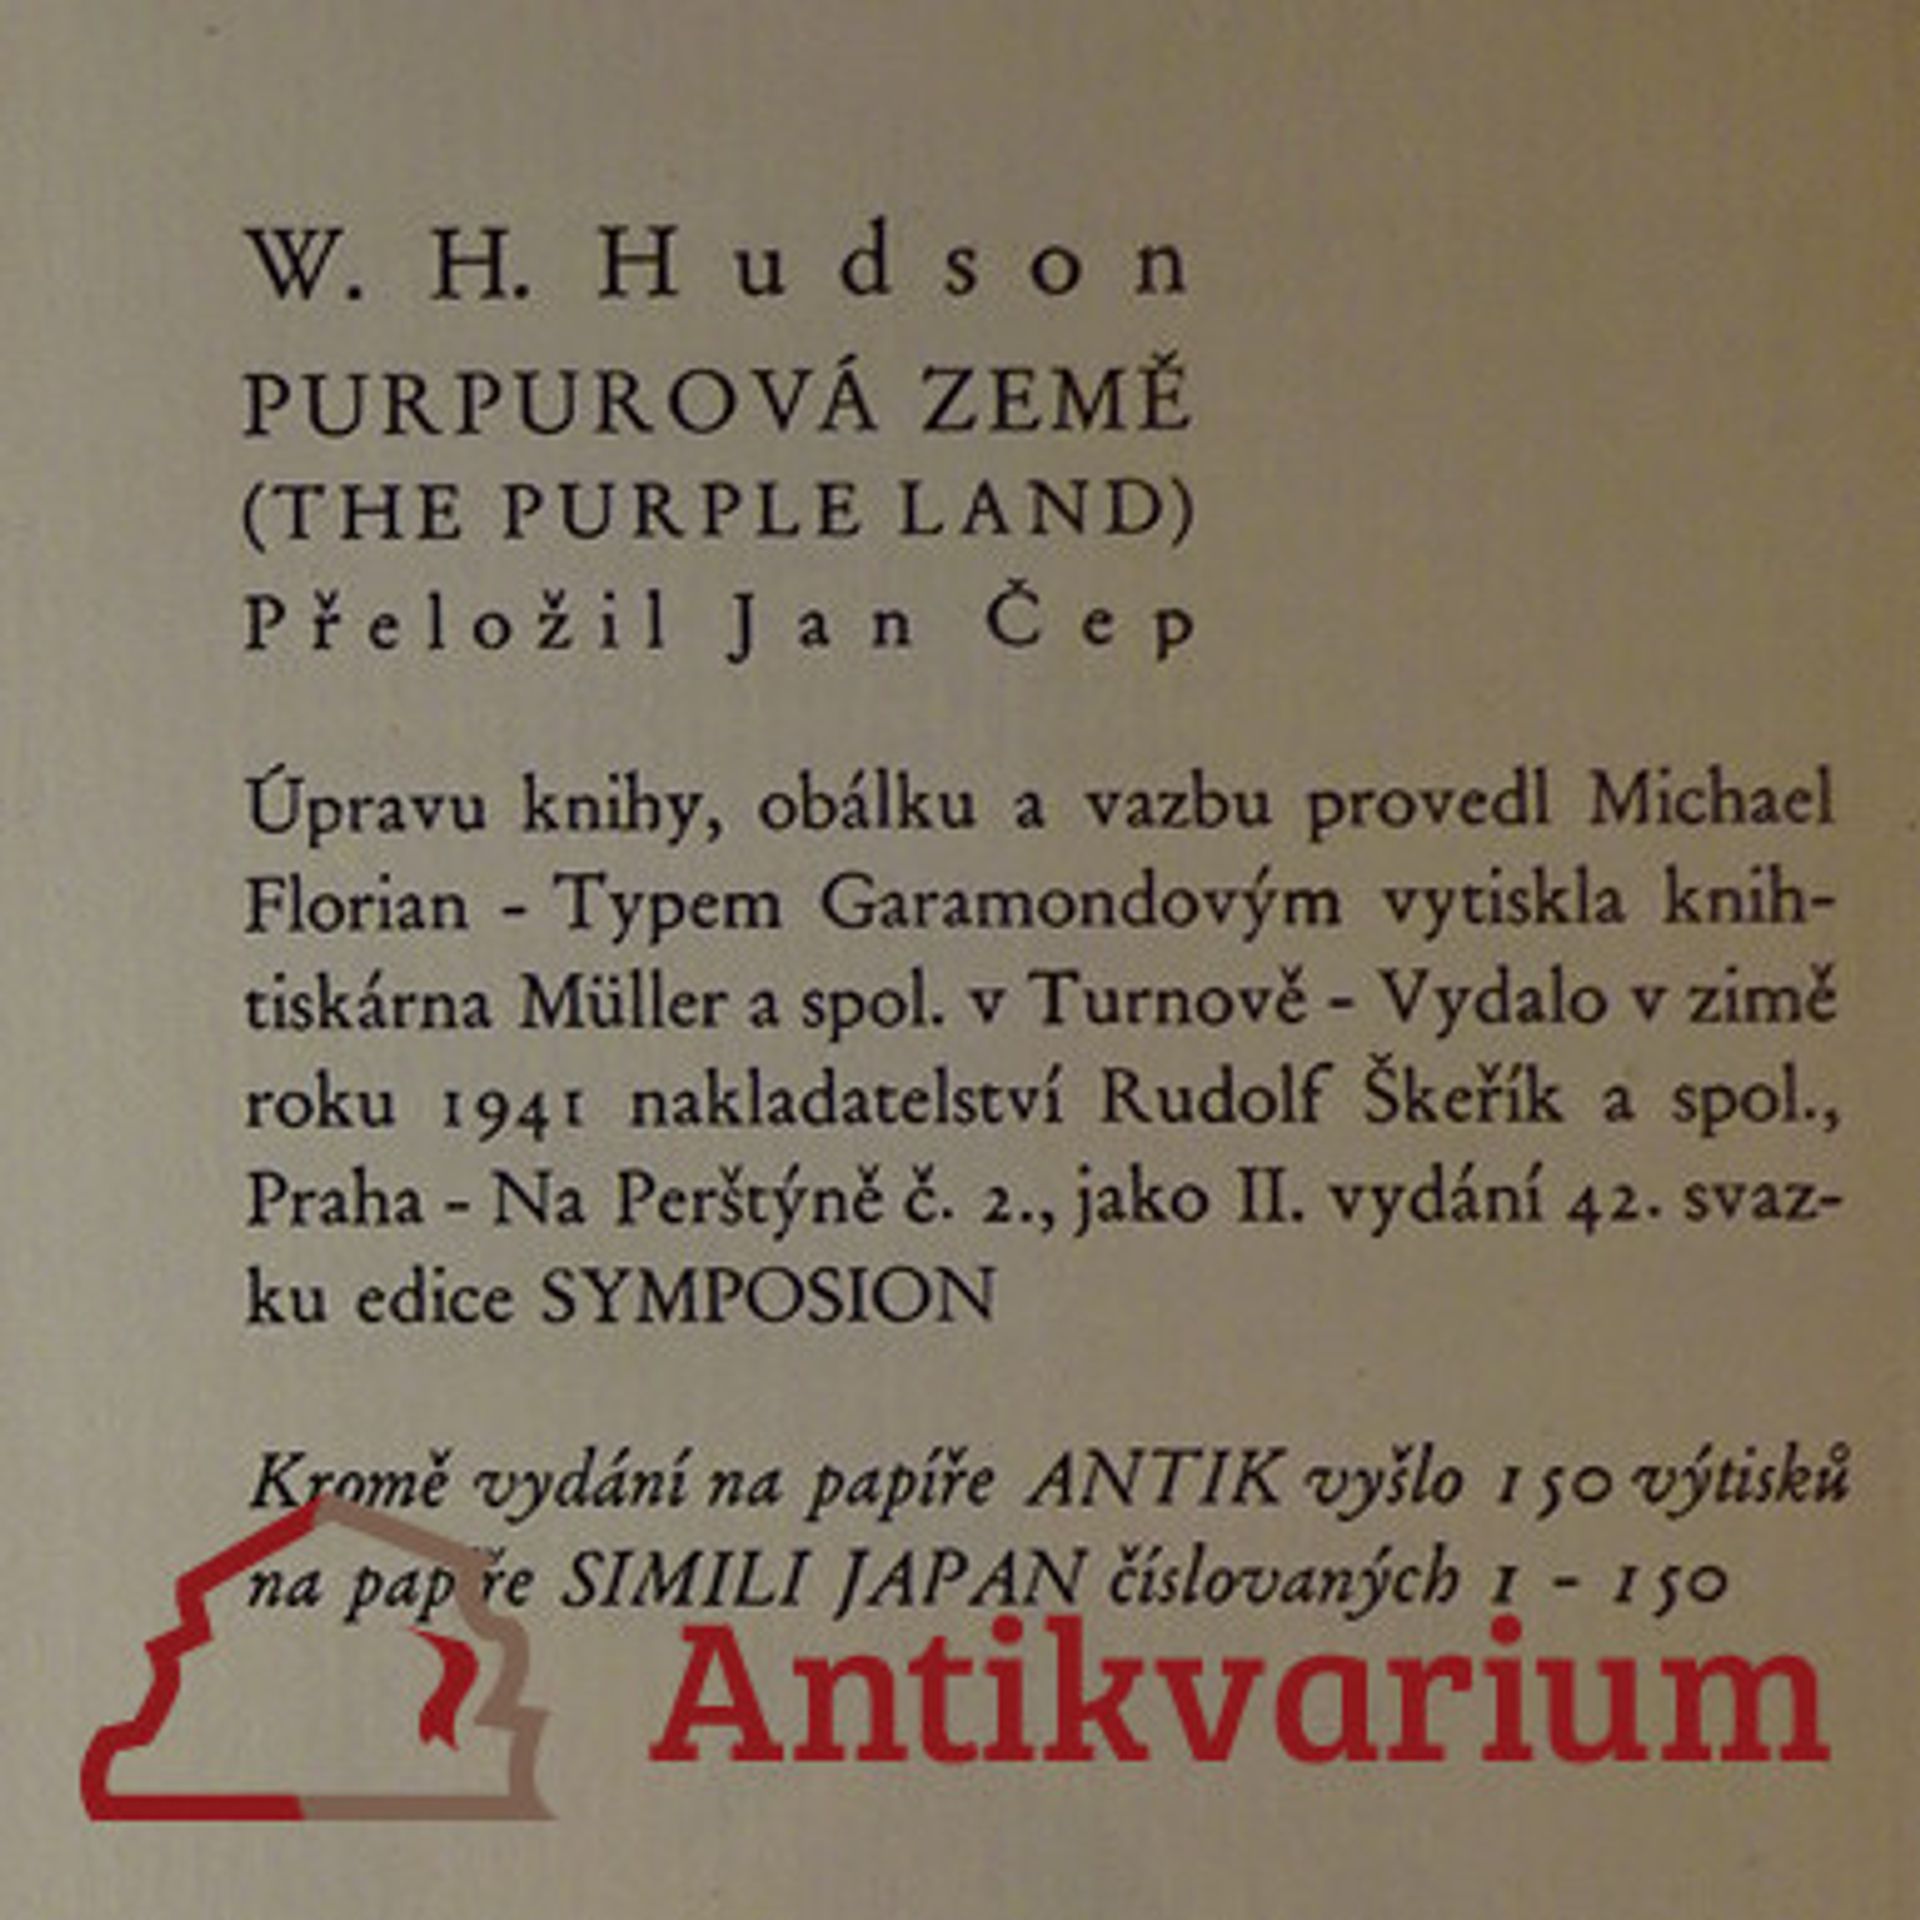 W. H. Hudson
PURPUROVÁ ZEMĚ
(THE PURPLE LAND)
Přeložil Jan Čep
Úpravu knihy, obálku a vazbu provedl Michael
Florian - Typem Garamondovým vytiskla knih-
tiskárna Müller a spol. v Turnově - Vydalo v zimě
roku 1941 nakladatelství Rudolf Škeřík a spol.,
Praha - Na Perštýně č. 2., jako II. vydání 42. svaz-
ku edice SYMPOSION
Kromě vydání na papíře ANTIK vyšlo 150 výtisků
na papíře SIMILI JAPAN číslovaných 1 - 150
Antikvarium